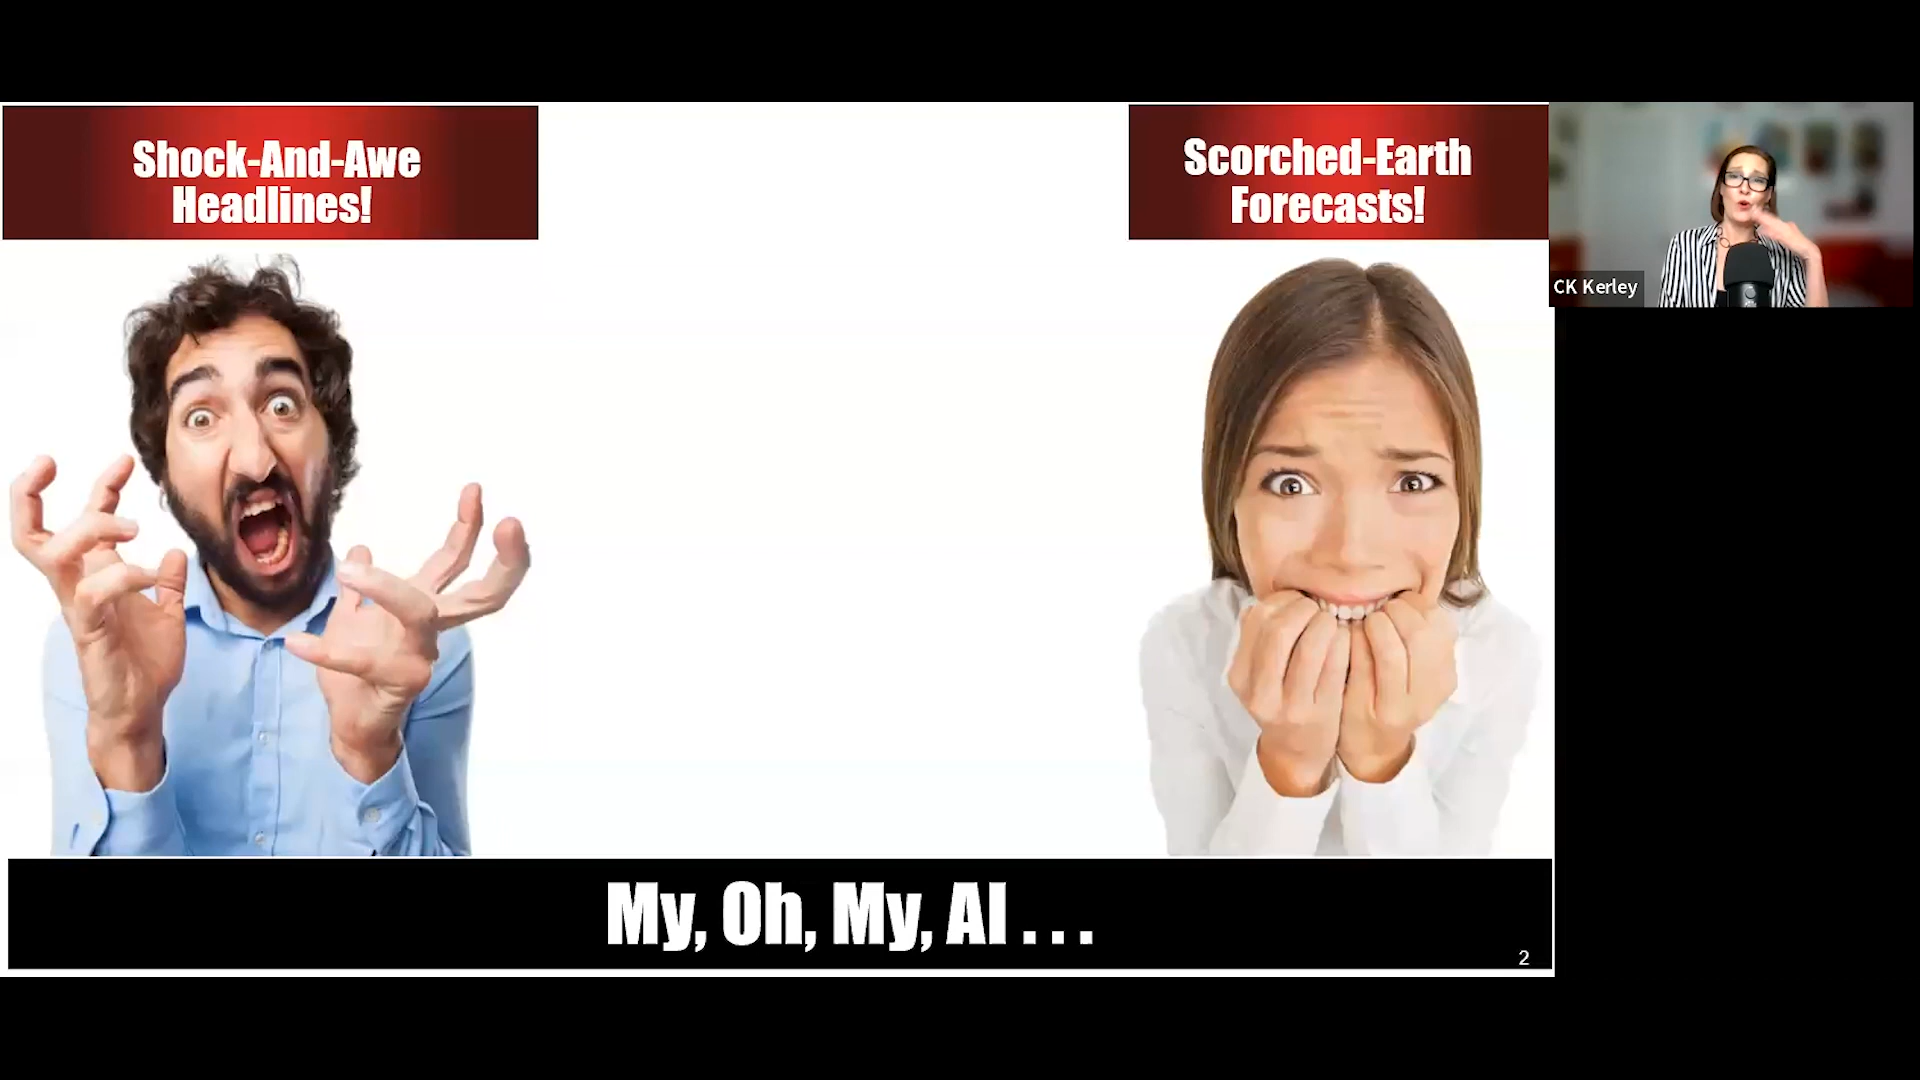 Shock-And-Awe
Headlines!
Scorched-Earth
Forecasts!
CK Kerley
My, Oh, My, AI . . .
2